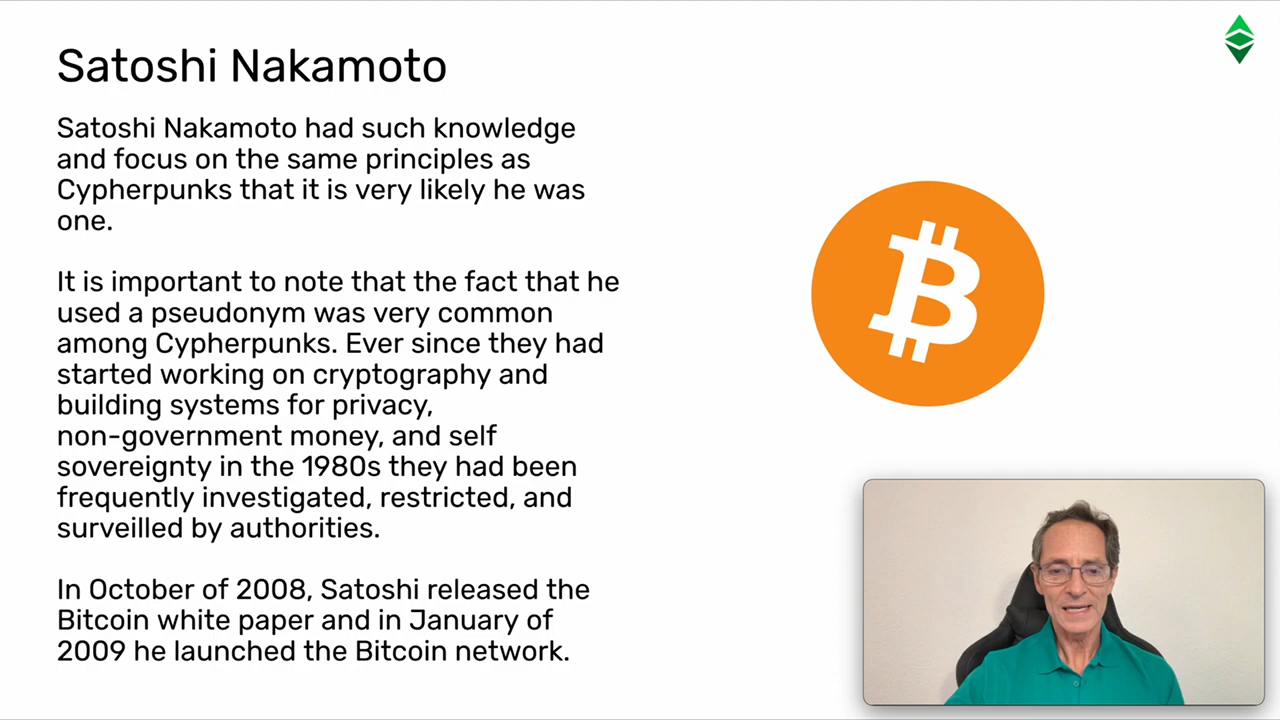 Satoshi Nakamoto
Satoshi Nakamoto had such knowledge
and focus on the same principles as
Cypherpunks that it is very likely he was
one.
It is important to note that the fact that he
used a pseudonym was very common
among Cypherpunks. Ever since they had
started working on cryptography and
building systems for privacy,
non-government money, and self
sovereignty in the 1980s they had been
frequently investigated, restricted, and
surveilled by authorities.
In October of 2008, Satoshi released the
Bitcoin white paper and in January of
2009 he launched the Bitcoin network.